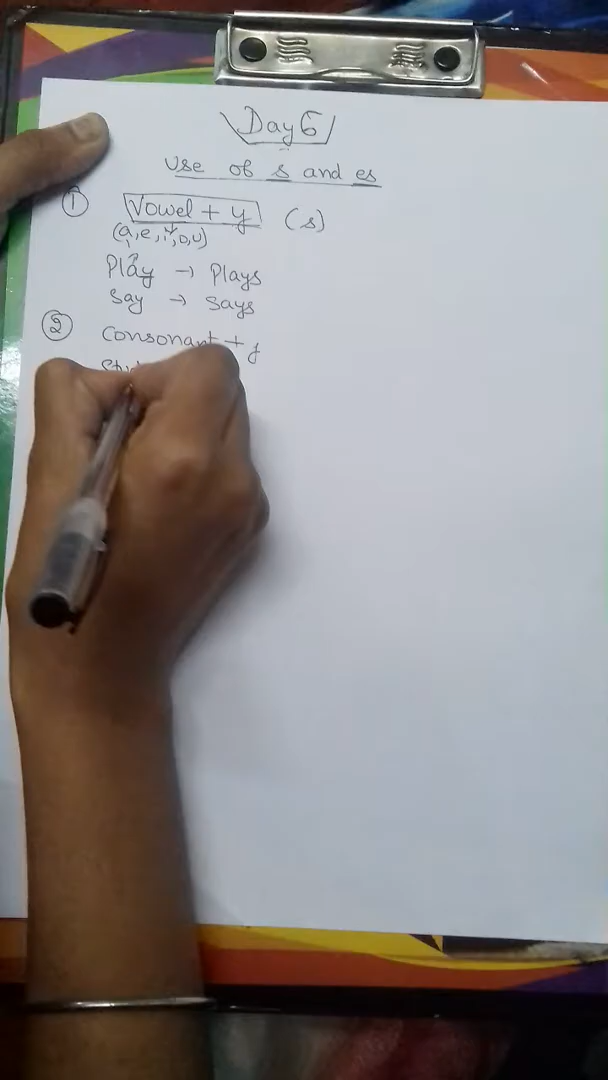 Day 6
Use of s and es
① Vowel + y (s)
(a, e, i, o, u)
Play → Plays
Say → Says
② Consonant + y